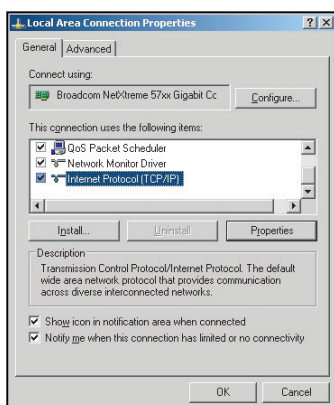 Local Area Connection Properties
General Advanced
Connect using:
Broadcom NetXtreme 57xx Gigabit Cc Configure...
This connection uses the following items:
QoS Packet Scheduler
Network Monitor Driver
Internet Protocol (TCP/IP)
Install... Uninstall Properties
Description
Transmission Control Protocol/Internet Protocol. The default
wide area network protocol that provides communication
across diverse interconnected networks.
Show icon in notification area when connected
Notify me when this connection has limited or no connectivity
OK Cancel